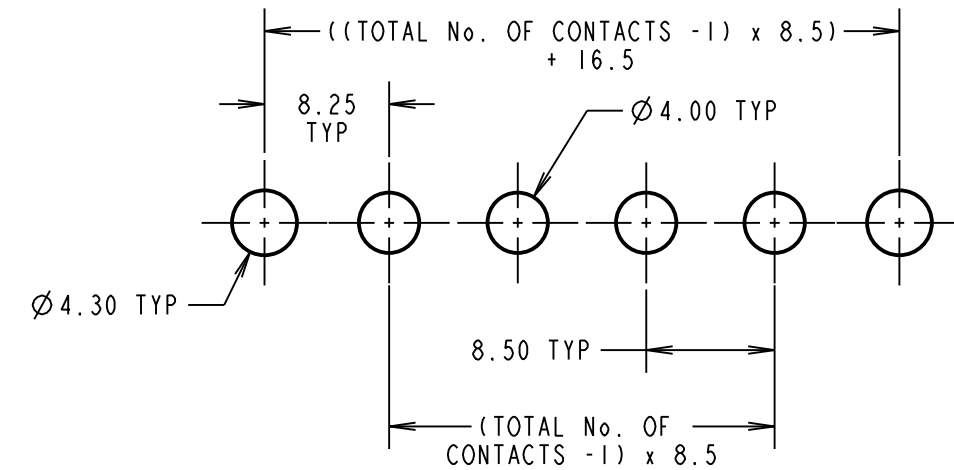 ((TOTAL No. OF CONTACTS -1) x 8.5)
+ 16.5
8.25
TYP
Ø4.00 TYP
Ø4.30 TYP
8.50 TYP
(TOTAL No. OF
CONTACTS -1) x 8.5